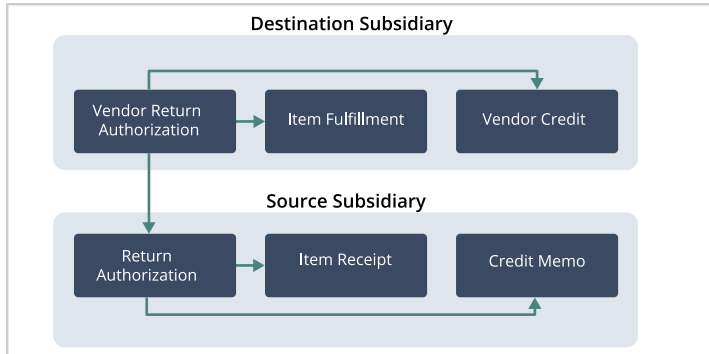 Destination Subsidiary
Vendor Return
Authorization
Item Fulfillment
Vendor Credit
Source Subsidiary
Return
Authorization
Item Receipt
Credit Memo